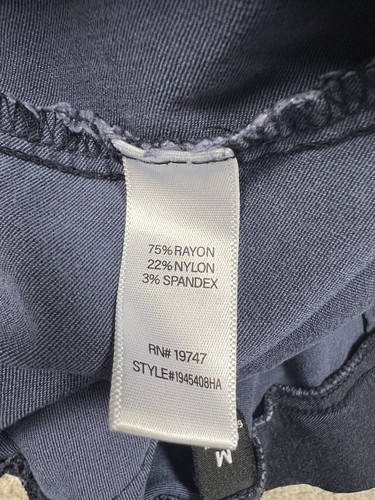 75% RAYON
22% NYLON
3% SPANDEX
RN# 19747
STYLE#1945408HA
M